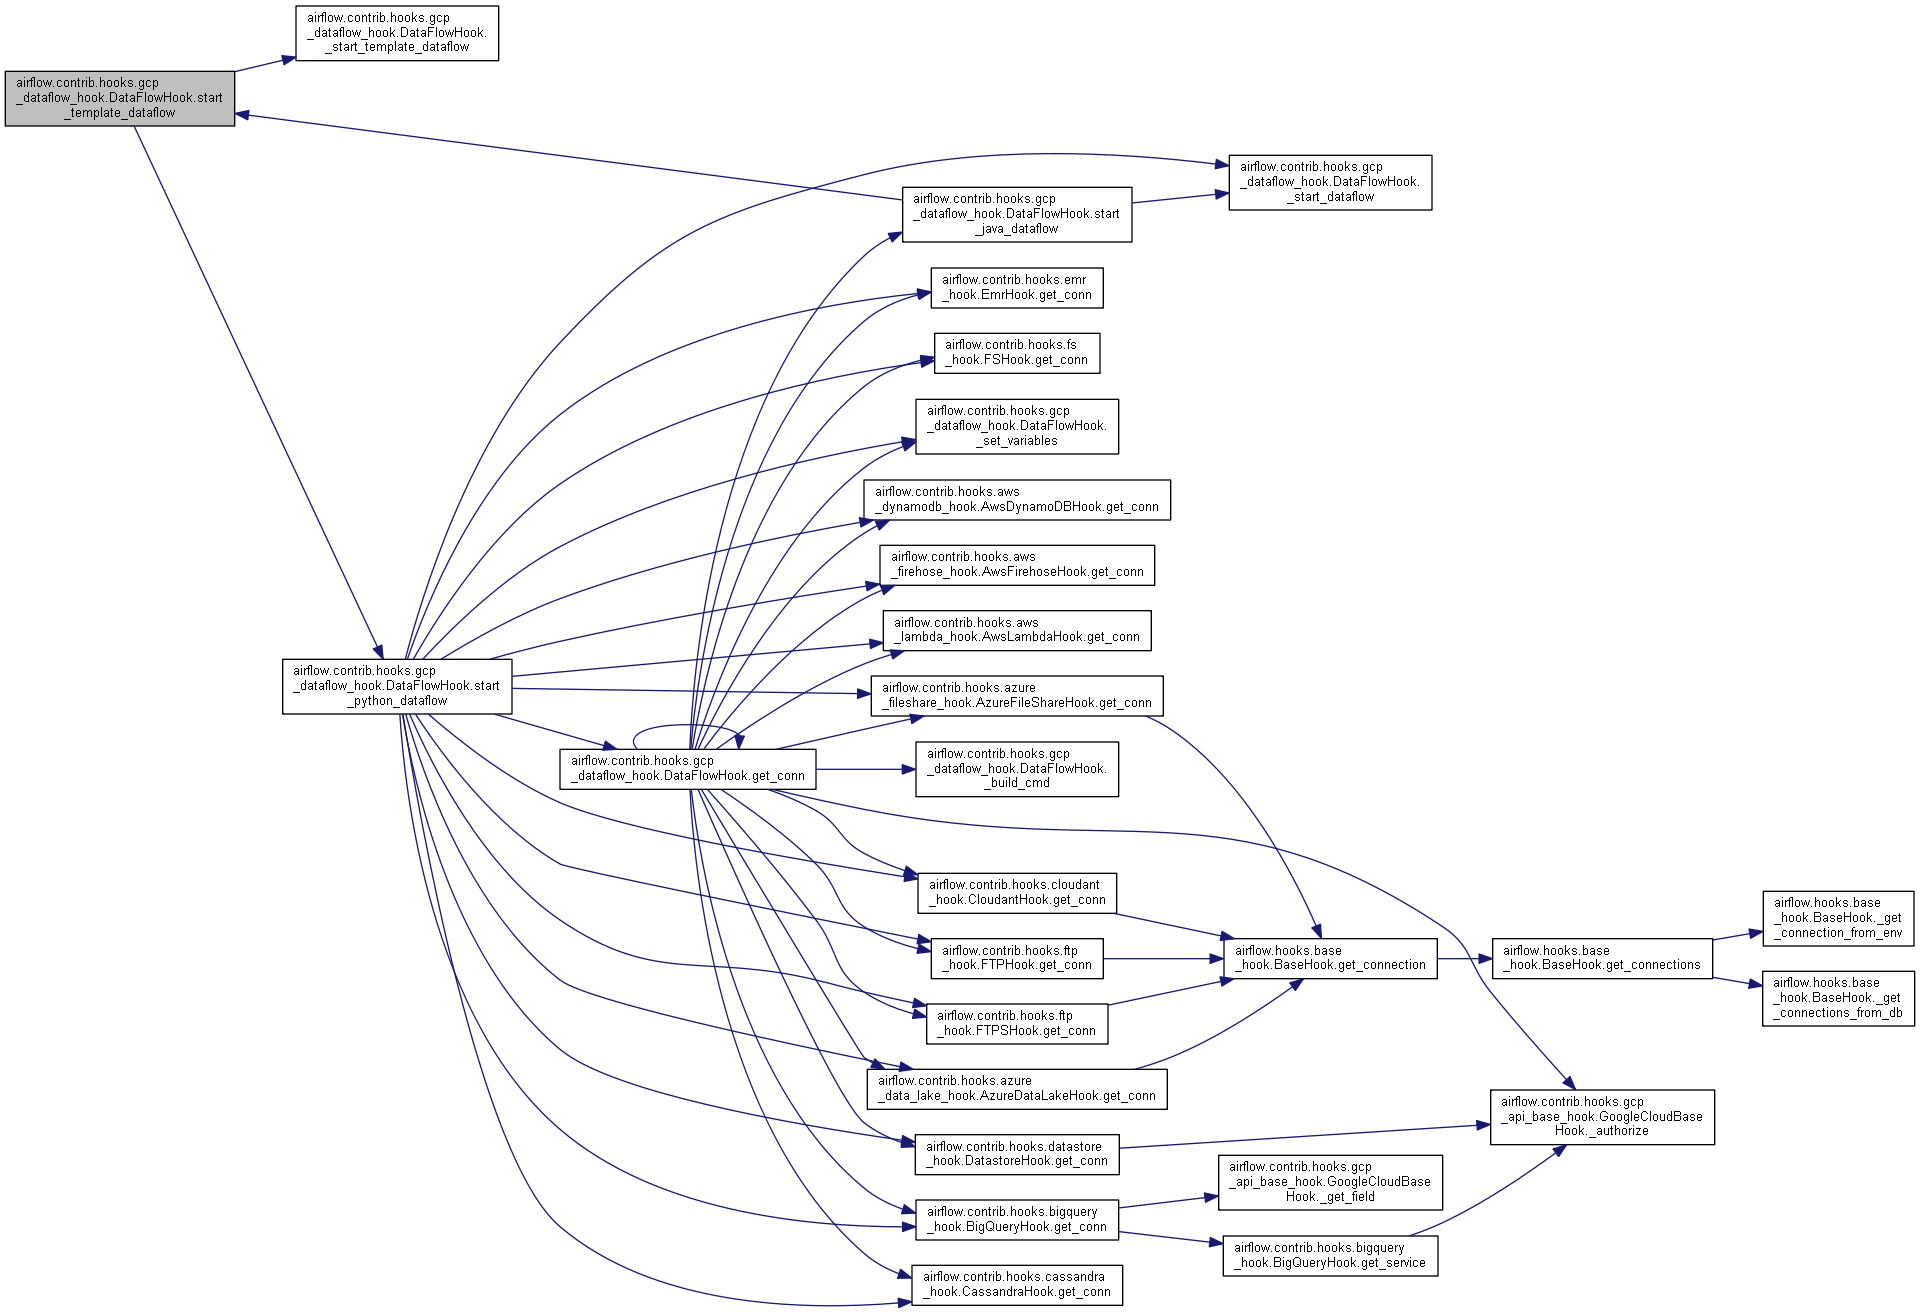 airflow.contrib.hooks.gcp
_dataflow_hook.DataFlowHook.
_start_template_dataflow
airflow.contrib.hooks.gcp
_dataflow_hook.DataFlowHook.start
_template_dataflow
airflow.contrib.hooks.gcp
_dataflow_hook.DataFlowHook.
_start_dataflow
airflow.contrib.hooks.gcp
_dataflow_hook.DataFlowHook.start
_java_dataflow
airflow.contrib.hooks.emr
_hook.EmrHook.get_conn
airflow.contrib.hooks.fs
_hook.FSHook.get_conn
airflow.contrib.hooks.gcp
_dataflow_hook.DataFlowHook.
_set_variables
airflow.contrib.hooks.aws
_dynamodb_hook.AwsDynamoDBHook.get_conn
airflow.contrib.hooks.aws
_firehose_hook.AwsFirehoseHook.get_conn
airflow.contrib.hooks.aws
_lambda_hook.AwsLambdaHook.get_conn
airflow.contrib.hooks.gcp
_dataflow_hook.DataFlowHook.start
_python_dataflow
airflow.contrib.hooks.azure
_fileshare_hook.AzureFileShareHook.get_conn
airflow.contrib.hooks.gcp
_dataflow_hook.DataFlowHook.get_conn
airflow.contrib.hooks.gcp
_dataflow_hook.DataFlowHook.
_build_cmd
airflow.contrib.hooks.cloudant
_hook.CloudantHook.get_conn
airflow.hooks.base
_hook.BaseHook._get
_connection_from_env
airflow.contrib.hooks.ftp
_hook.FTPHook.get_conn
airflow.hooks.base
_hook.BaseHook.get_connection
airflow.hooks.base
_hook.BaseHook.get_connections
airflow.hooks.base
_hook.BaseHook._get
_connections_from_db
airflow.contrib.hooks.ftp
_hook.FTPSHook.get_conn
airflow.contrib.hooks.azure
_data_lake_hook.AzureDataLakeHook.get_conn
airflow.contrib.hooks.gcp
_api_base_hook.GoogleCloudBase
Hook._authorize
airflow.contrib.hooks.datastore
_hook.DatastoreHook.get_conn
airflow.contrib.hooks.gcp
_api_base_hook.GoogleCloudBase
Hook._get_field
airflow.contrib.hooks.bigquery
_hook.BigQueryHook.get_conn
airflow.contrib.hooks.bigquery
_hook.BigQueryHook.get_service
airflow.contrib.hooks.cassandra
_hook.CassandraHook.get_conn